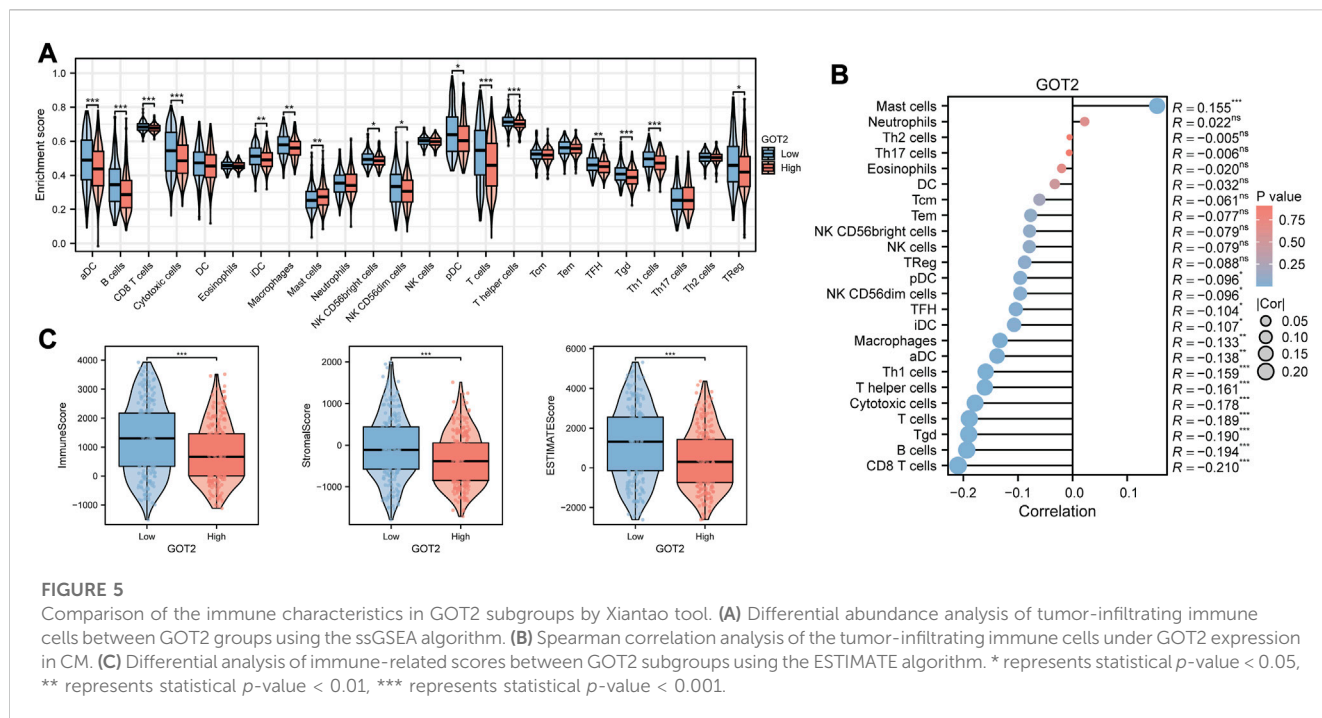 A
Enrichment score
1.0
0.8
0.6
0.4
0.2
0.0
*** *** *** *** ** ** ** * * * *** ** ** *** *** *
GOT2
Low
High
aDC
B cells
CD8 T cells
Cytotoxic cells
DC
Eosinophils
iDC
Macrophages
Mast cells
Neutrophils
NK CD56bright cells
NK CD56dim cells
NK cells
pDC
T cells
T helper cells
Tcm
Tem
TFH
Tgd
Th1 cells
Th17 cells
Th2 cells
TReg
B
GOT2
Mast cells R = 0.155***
Neutrophils R = 0.022ns
Th2 cells R = −0.005ns
Th17 cells R = −0.006ns
Eosinophils R = −0.020ns
DC R = −0.032ns
Tcm R = −0.061ns
Tem R = −0.077ns
NK CD56bright cells R = −0.079ns
NK cells R = −0.079ns
TReg R = −0.088ns
pDC R = −0.096*
NK CD56dim cells R = −0.096*
TFH R = −0.104*
iDC R = −0.107*
Macrophages R = −0.133**
aDC R = −0.138**
Th1 cells R = −0.159***
T helper cells R = −0.161***
Cytotoxic cells R = −0.178***
T cells R = −0.189***
Tgd R = −0.190***
B cells R = −0.194***
CD8 T cells R = −0.210***
−0.2 −0.1 0.0 0.1
Correlation
P value
0.75
0.50
0.25
|Cor|
0.05
0.10
0.15
0.20
C
ImmuneScore
4000
3000
2000
1000
0
−1000
***
Low High
GOT2
StromalScore
2000
1000
0
−1000
***
Low High
GOT2
ESTIMATEScore
6000
4000
2000
0
−2000
***
Low High
GOT2
FIGURE 5
Comparison of the immune characteristics in GOT2 subgroups by Xiantao tool. (A) Differential abundance analysis of tumor-infiltrating immune
cells between GOT2 groups using the ssGSEA algorithm. (B) Spearman correlation analysis of the tumor-infiltrating immune cells under GOT2 expression
in CM. (C) Differential analysis of immune-related scores between GOT2 subgroups using the ESTIMATE algorithm. * represents statistical p-value < 0.05,
** represents statistical p-value < 0.01, *** represents statistical p-value < 0.001.